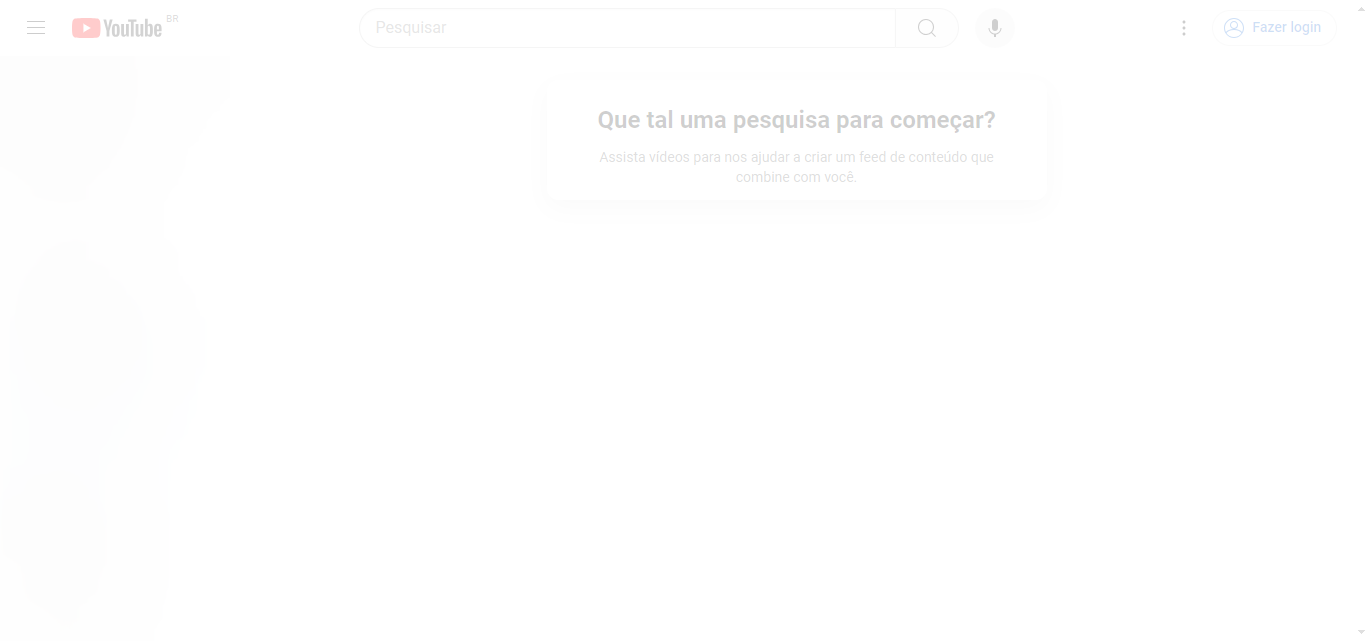 YouTube BR
Pesquisar
Fazer login
Que tal uma pesquisa para começar?
Assista vídeos para nos ajudar a criar um feed de conteúdo que
combine com você.